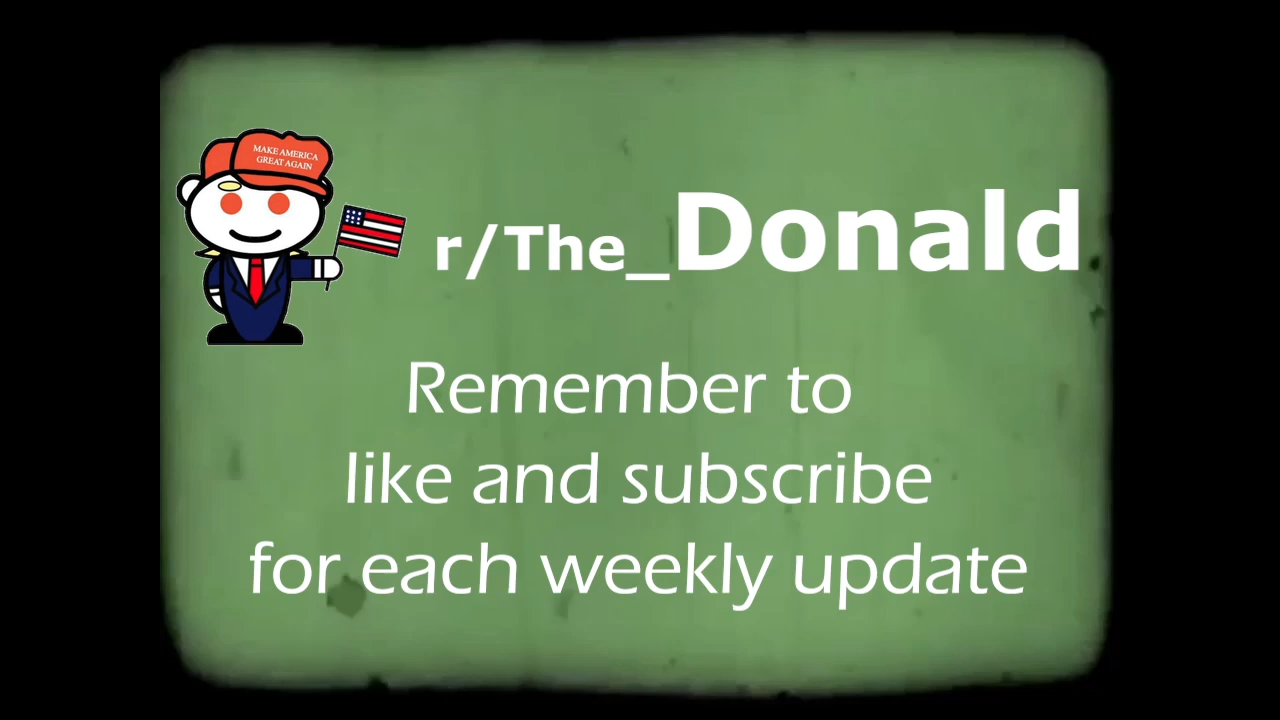 MAKE AMERICA
GREAT AGAIN
r/The_Donald
Remember to
like and subscribe
for each weekly update